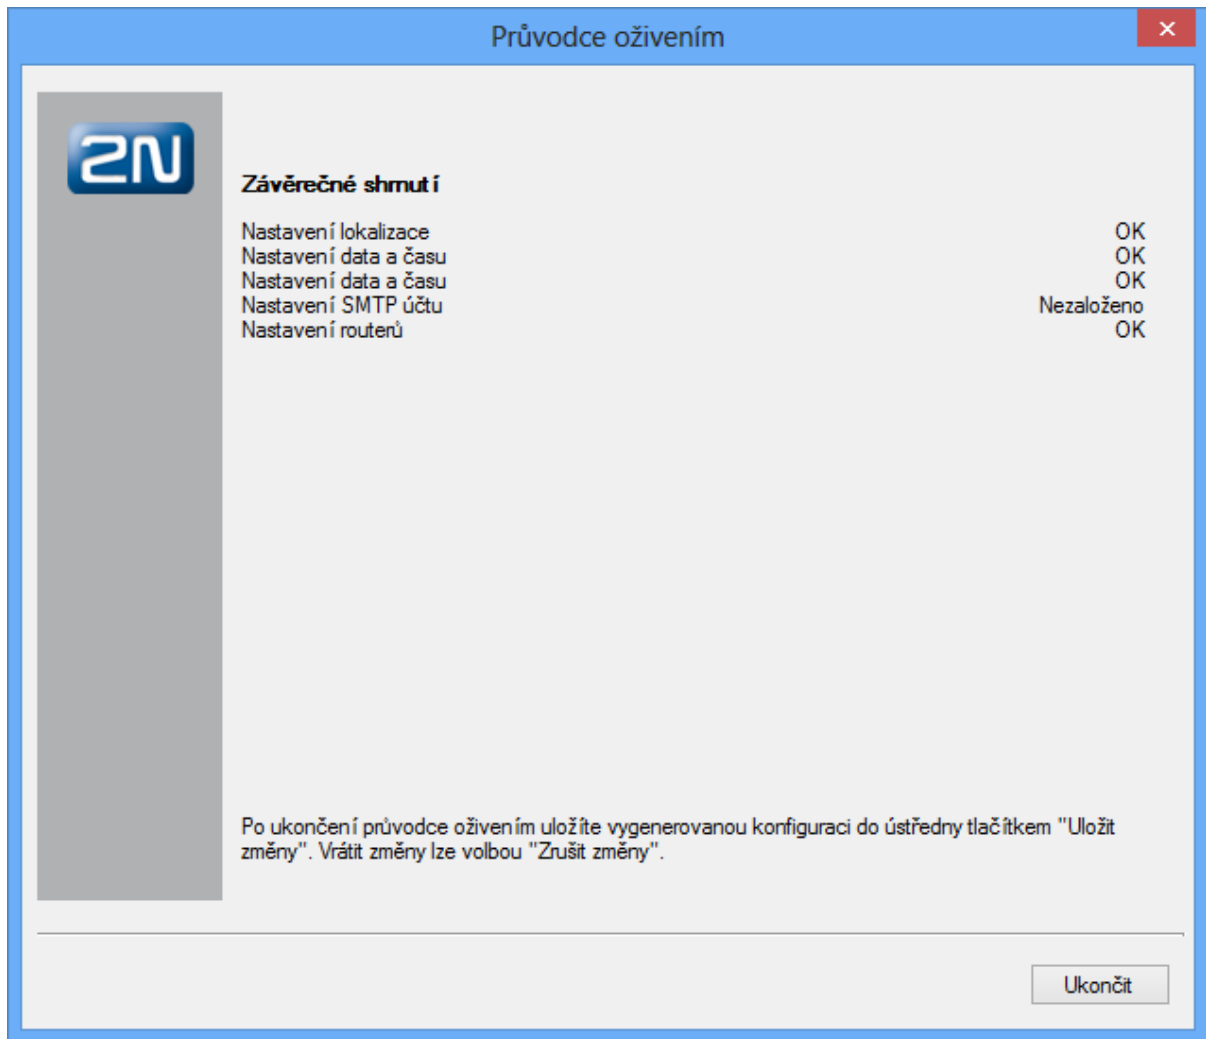 Průvodce oživením
2N
Závěrečné shrnutí
Nastavení lokalizace OK
Nastavení data a času OK
Nastavení data a času OK
Nastavení SMTP účtu Nezaloženo
Nastavení routerů OK
Po ukončení průvodce oživením uložíte vygenerovanou konfiguraci do ústředny tlačítkem "Uložit
změny". Vrátit změny lze volbou "Zrušit změny".
Ukončit